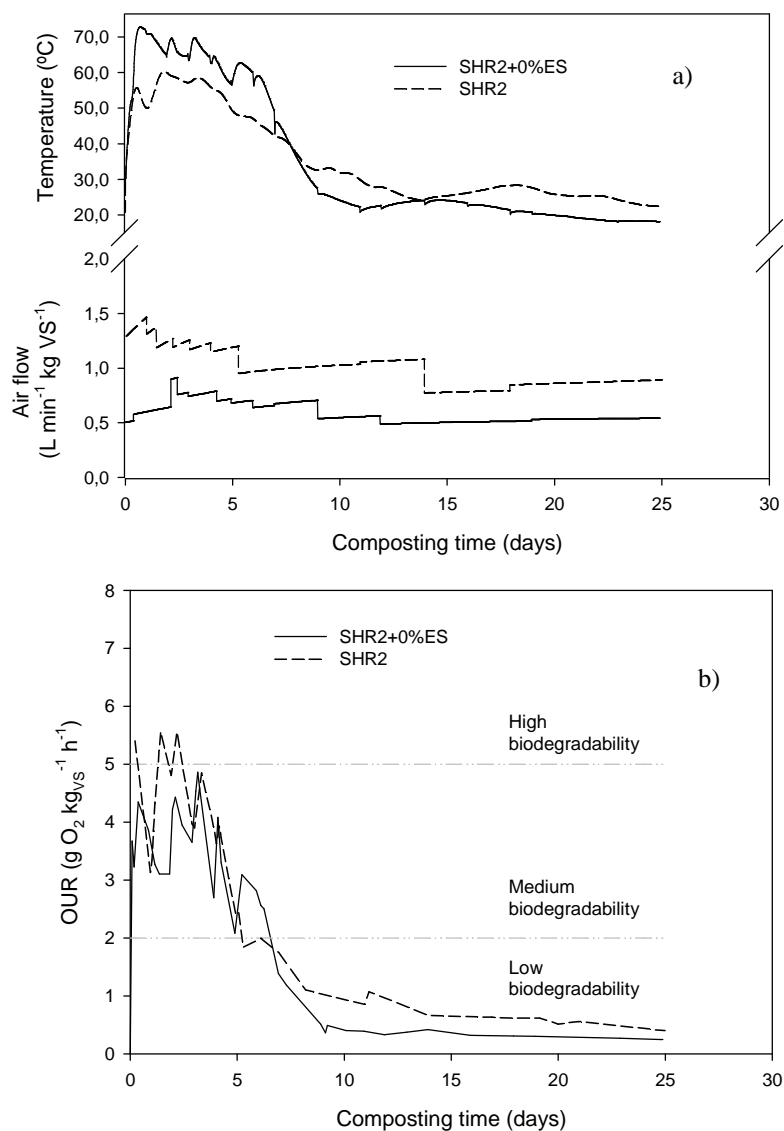 70,0
60,0
50,0
40,0
30,0
20,0
Temperature (ºC)
SHR2+0%ES
SHR2
a)
2,0
1,5
1,0
0,5
0,0
Air flow
(L min-1 kg VS-1)
0 5 10 15 20 25 30
Composting time (days)
8
7
6
5
4
3
2
1
0
OUR (g O2 kgVS-1 h-1)
SHR2+0%ES
SHR2
b)
High
biodegradability
Medium
biodegradability
Low
biodegradability
0 5 10 15 20 25 30
Composting time (days)